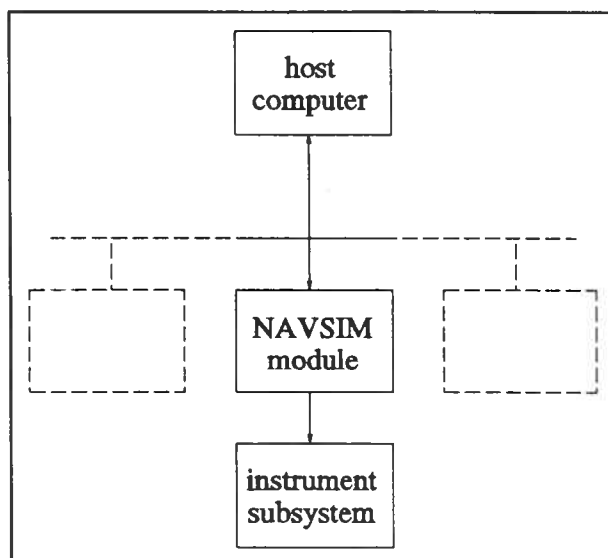 host
computer
NAVSIM
module
instrument
subsystem